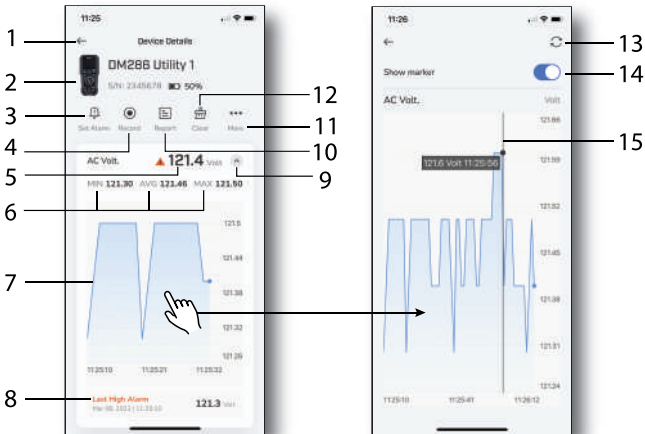 11:25
Device Details
DM286 Utility 1
S/N: 2345678 50%
Set Alarm Record Report Clear More
AC Volt. 121.4 Volt
MIN 121.30 AVG 121.46 MAX 121.50
121.5
121.44
121.38
121.32
121.26
11:25:10 11:25:21 11:25:32
Last High Alarm
121.3 Volt
1
2
3
4
5
6
7
8
9
10
11
12
11:26
Show marker
AC Volt. Volt
121.66
121.59
121.6 Volt 11:25:56
121.52
121.45
121.38
121.31
121.24
11:25:10 11:25:41 11:26:12
13
14
15